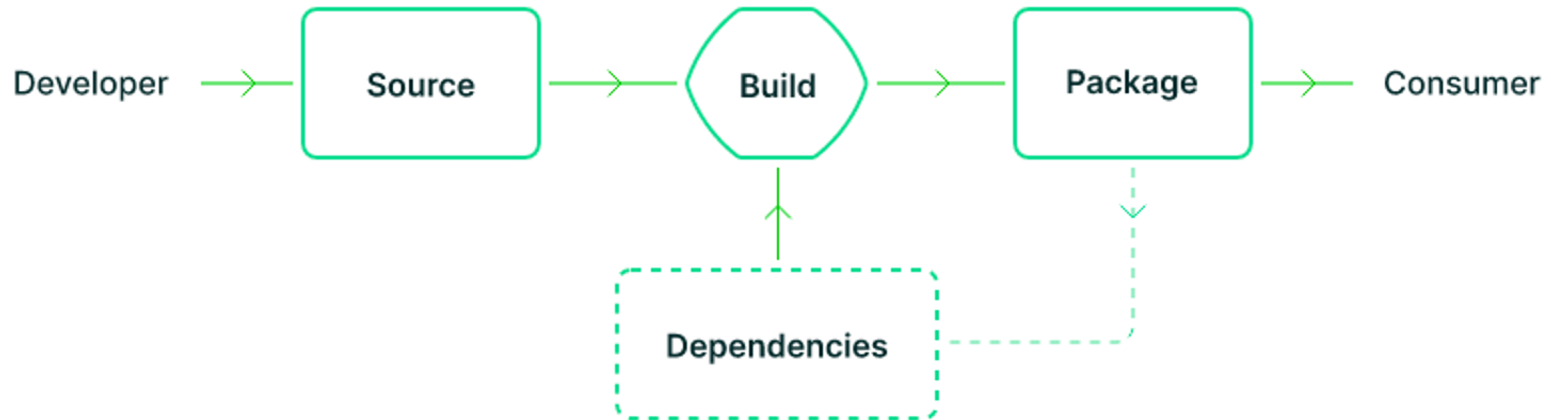 Developer
Source
Build
Package
Consumer
Dependencies